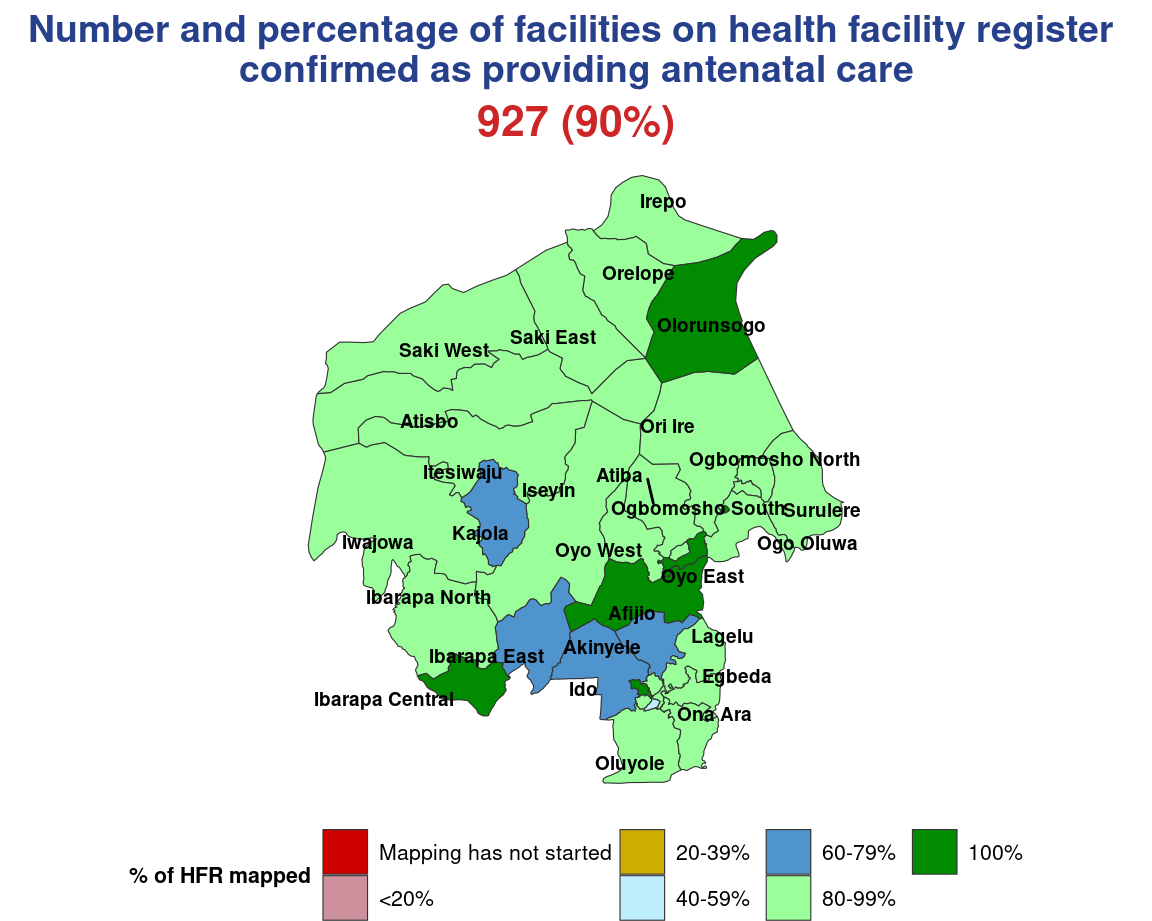 Number and percentage of facilities on health facility register
confirmed as providing antenatal care
927 (90%)
Irepo
Orelope
Olorunsogo
Saki East
Saki West
Atisbo
Ori Ire
Ogbomosho North
Itesiwaju
Atiba
Iseyin
Ogbomosho South
Surulere
Kajola
Iwajowa
Oyo West
Ogo Oluwa
Oyo East
Ibarapa North
Afijio
Lagelu
Akinyele
Ibarapa East
Egbeda
Ido
Ibarapa Central
Ona Ara
Oluyole
% of HFR mapped
Mapping has not started
<20%
20-39%
40-59%
60-79%
80-99%
100%